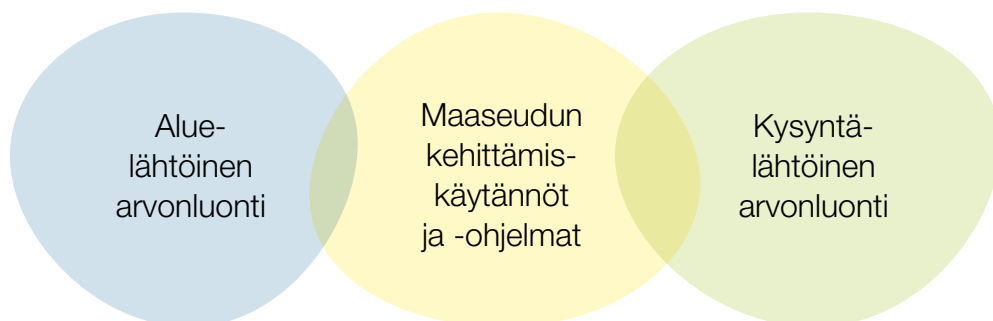 Alue-
lähtöinen
arvonluonti
Maaseudun
kehittämis-
käytännöt
ja -ohjelmat
Kysyntä-
lähtöinen
arvonluonti